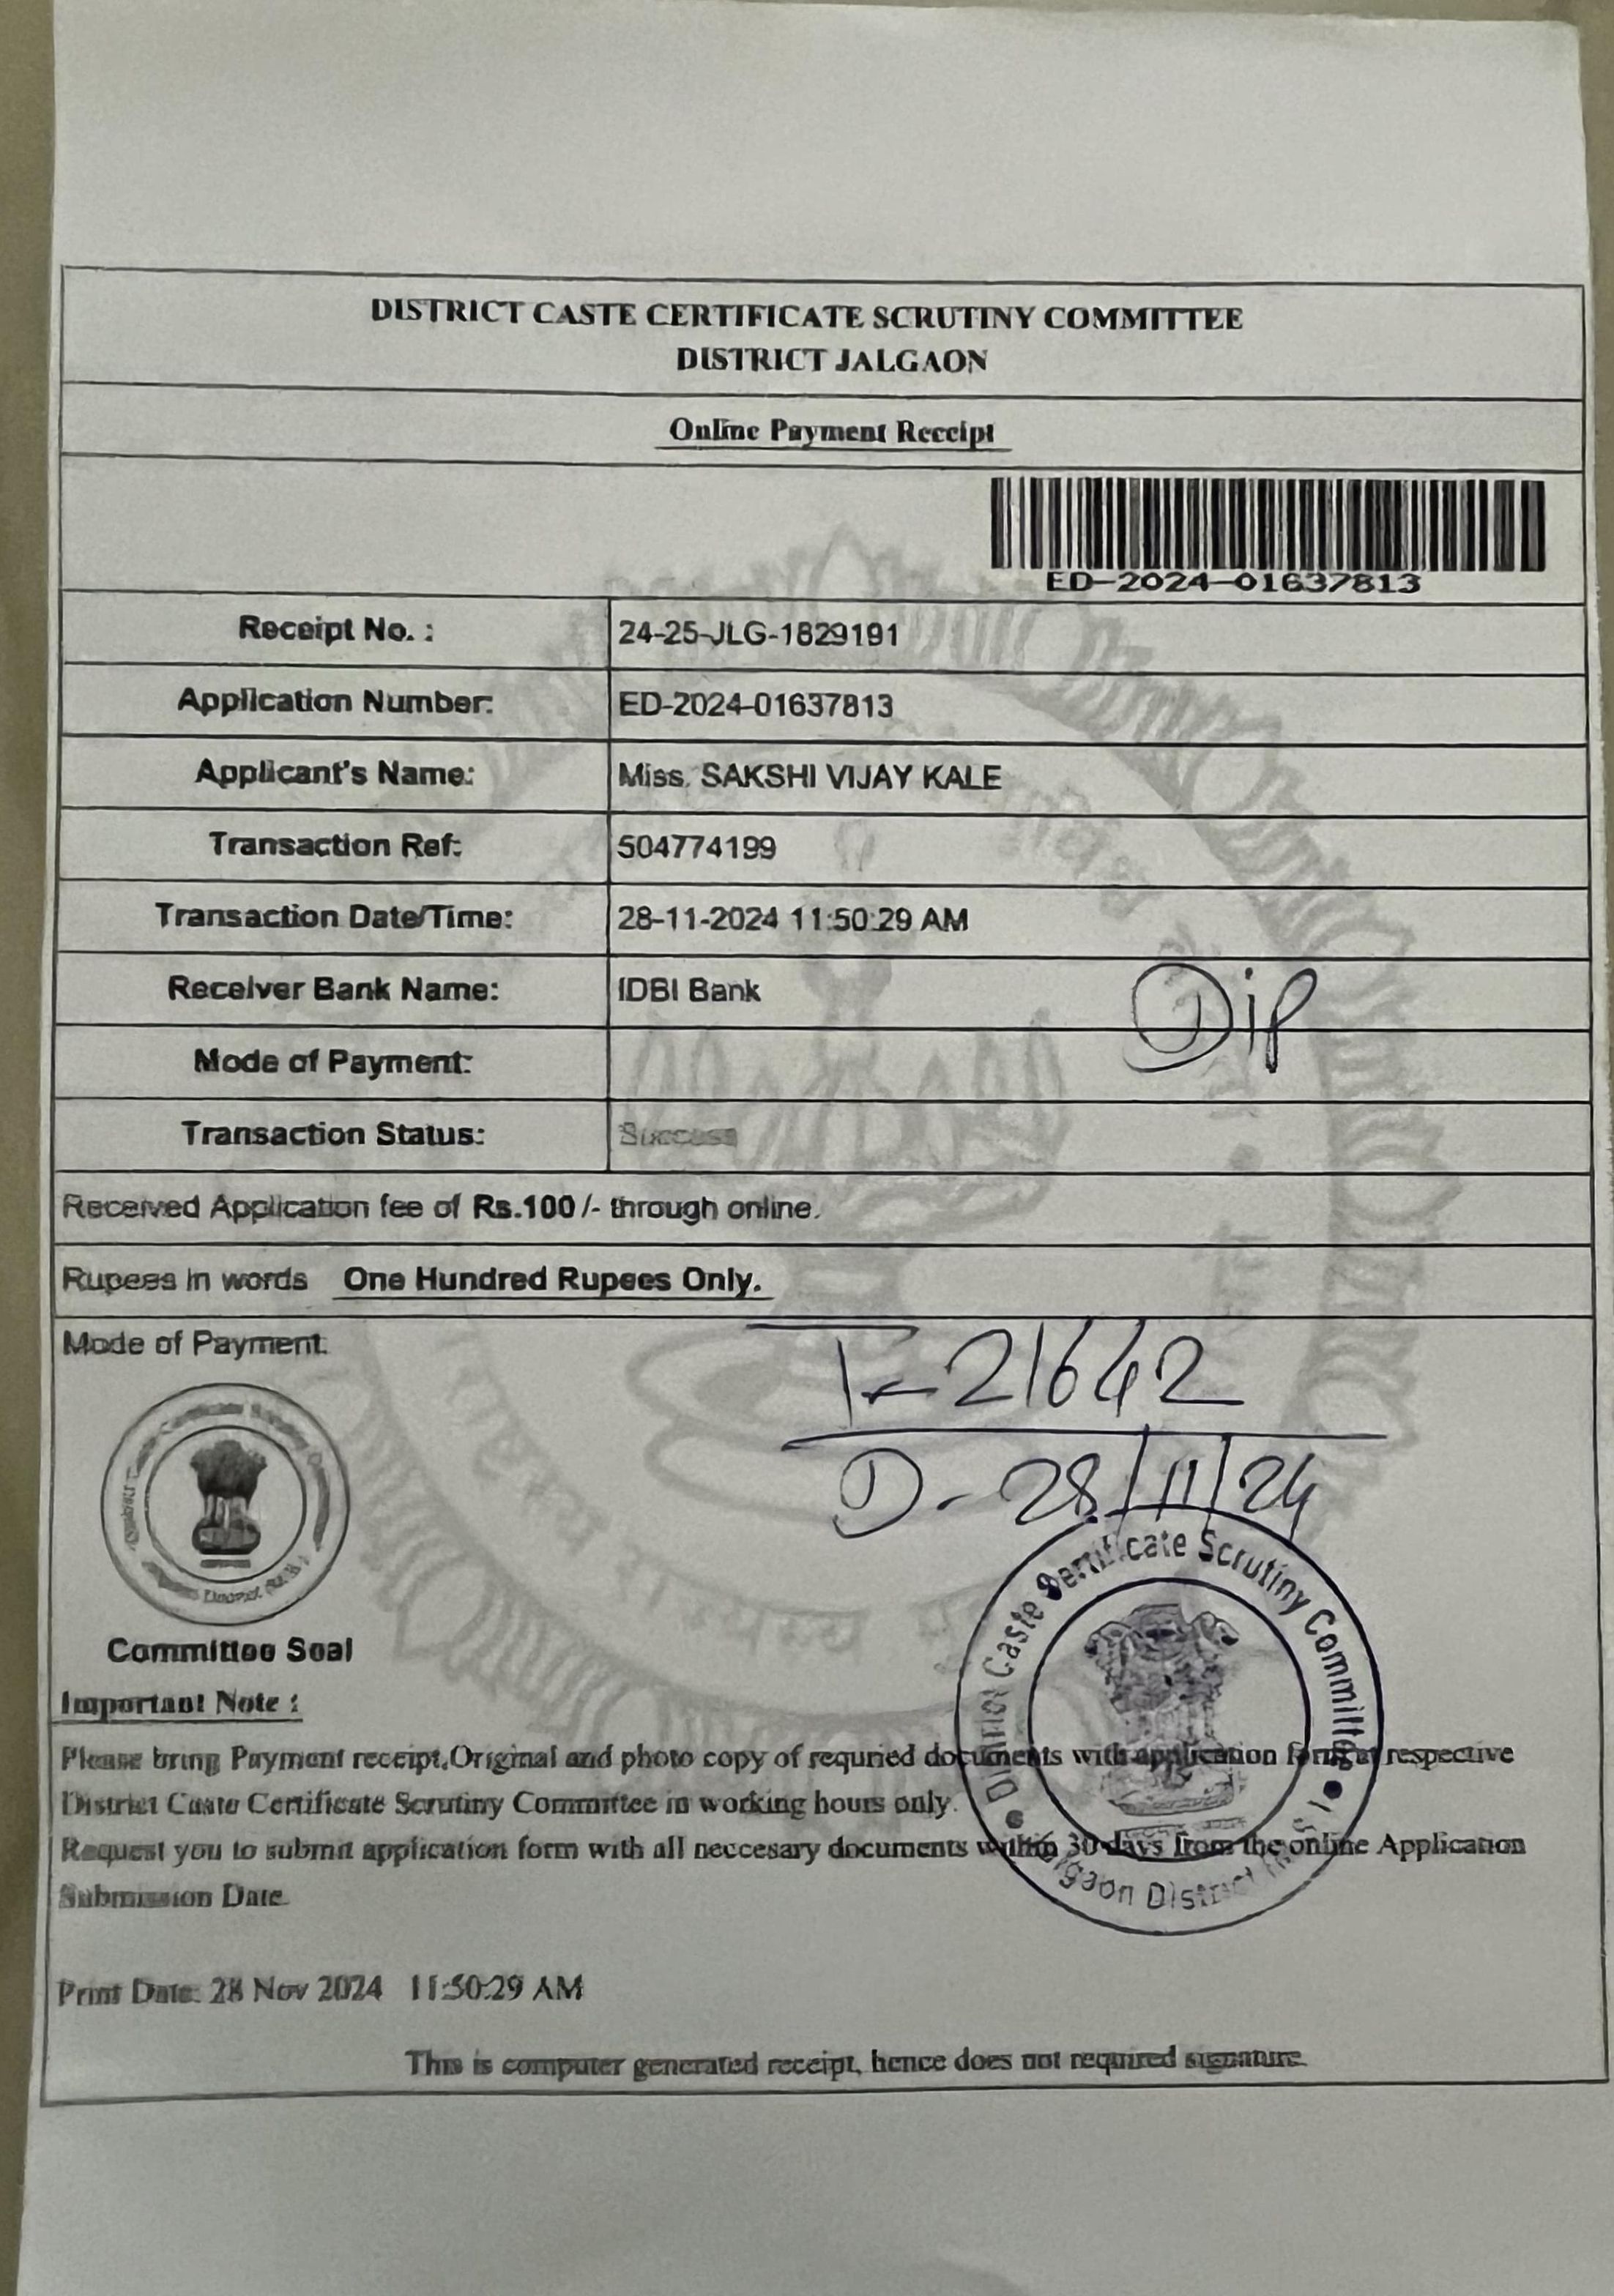 DISTRICT CASTE CERTIFICATE SCRUTINY COMMITTEE
DISTRICT JALGAON
Online Payment Receipt
ED-2024-01637813
Receipt No. : 24-25-JLG-1829191
Application Number: ED-2024-01637813
Applicant's Name: Miss. SAKSHI VIJAY KALE
Transaction Ref: 504774199
Transaction Date/Time: 28-11-2024 11:50:29 AM
Receiver Bank Name: IDBI Bank
Dip
Mode of Payment:
Transaction Status: Success
Received Application fee of Rs.100/- through online.
Rupees in words One Hundred Rupees Only.
Mode of Payment.
T-21642
D-28/11/24
Committee Seal
District Caste Certificate Scrutiny Committee
Jalgaon District
Important Note :
Please bring Payment receipt,Original and photo copy of requried documents with application form at respective
District Caste Certificate Scrutiny Committee in working hours only.
Request you to submit application form with all neccesary documents within 30 days from the online Application
Submission Date.
Print Date: 28 Nov 2024 11:50:29 AM
This is computer generated receipt, hence does not required signature.